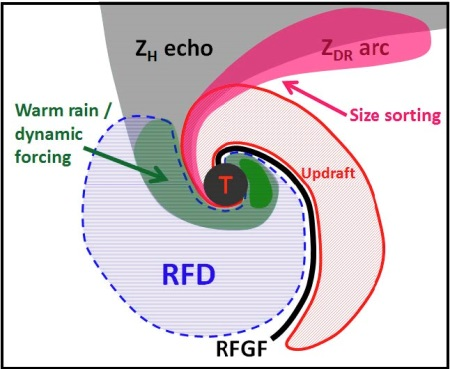 Z_H echo
Z_DR arc
Warm rain /
dynamic
forcing
Size sorting
T
Updraft
RFD
RFGF